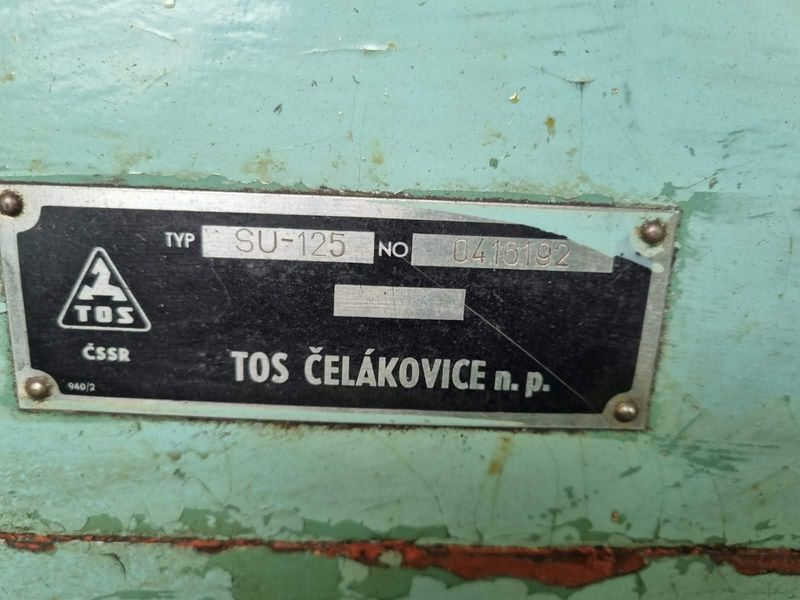 TYP SU-125 NO 0416192
TOS
ČSSR
TOS ČELÁKOVICE n. p.
940/2